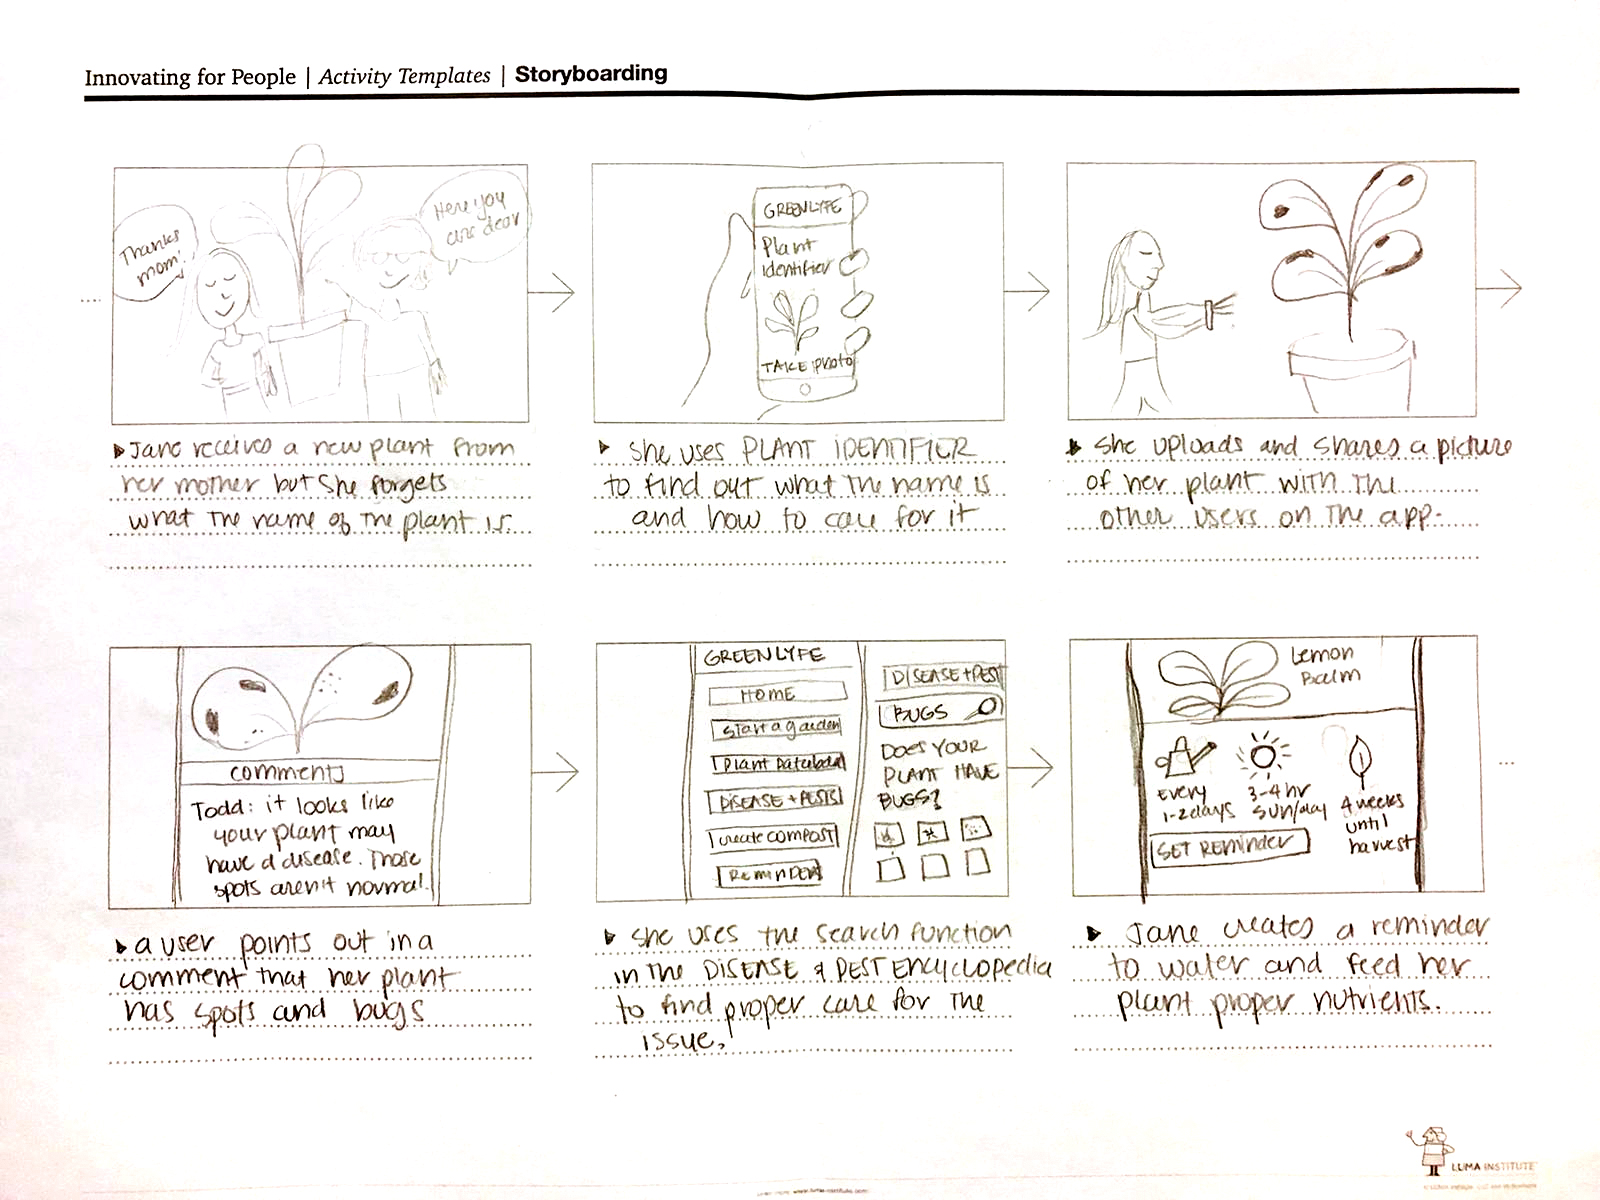 Innovating for People | Activity Templates | Storyboarding
Thanks
mom!
Here you
are dear
GREENLYFE
Plant
identifier
TAKE photo
Jane receives a new plant from
her mother but she forgets
what the name of the plant is.
She uses PLANT IDENTIFIER
to find out what the name is
and how to care for it
She uploads and shares a picture
of her plant with the
other users on the app.
comments
Todd: it looks like
your plant may
have a disease. Those
spots aren't normal.
GREENLYFE
HOME
Start a garden
Plant Database
DISEASE + PESTS
create COMPOST
Reminders
DISEASE + PEST
BUGS
DOES YOUR
PLANT HAVE
BUGS?
Lemon
Balm
Every
1-2 days
3-4 hr
sun/day
4 weeks
until
harvest
SET Reminder
a user points out in a
comment that her plant
has spots and bugs
she uses the search function
in the DISEASE & PEST ENCYCLOPEDIA
to find proper care for the
issue.
Jane creates a reminder
to water and feed her
plant proper nutrients.
LUMA INSTITUTE
www.luma-institute.com